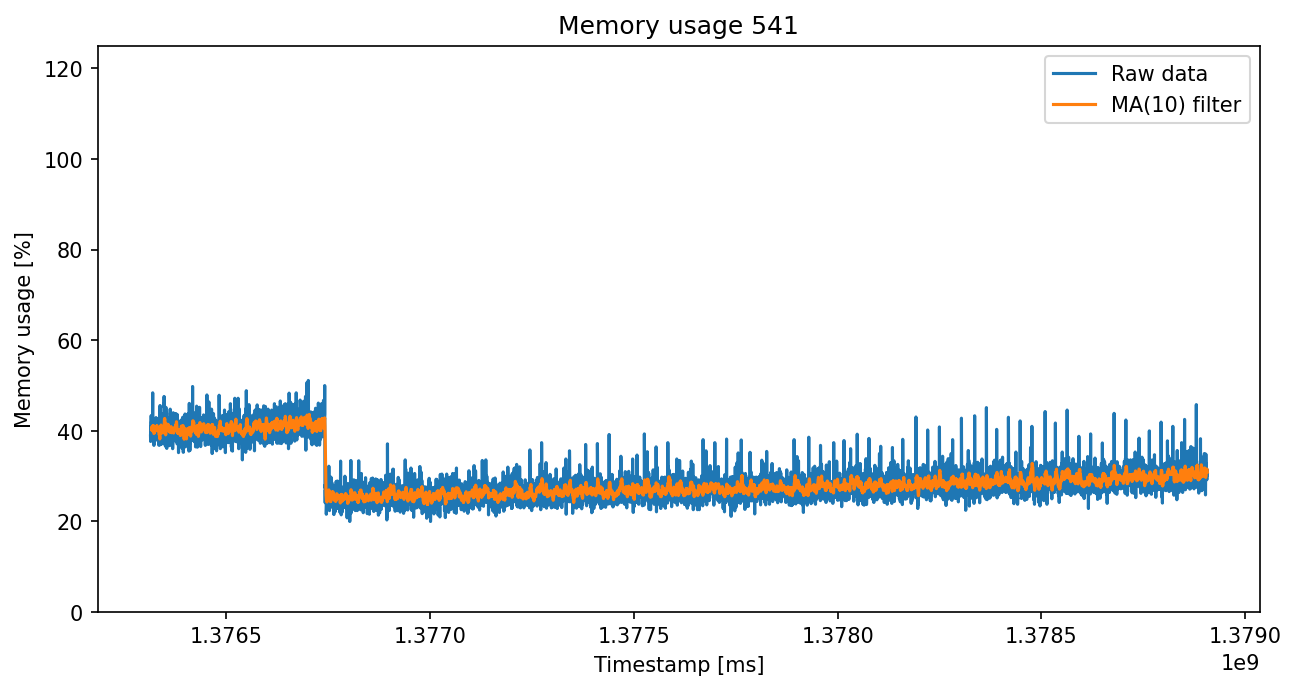 Memory usage 541
Raw data
MA(10) filter
Memory usage [%]
120
100
80
60
40
20
0
1.3765 1.3770 1.3775 1.3780 1.3785 1.3790
1e9
Timestamp [ms]